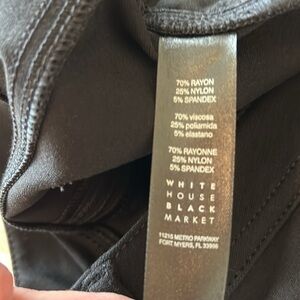 70% RAYON
25% NYLON
5% SPANDEX
70% viscosa
25% poliamida
5% elastano
70% RAYONNE
25% NYLON
5% SPANDEX
WHITE
HOUSE
BLACK
MARKET
11215 METRO PARKWAY
FORT MYERS, FL 33966